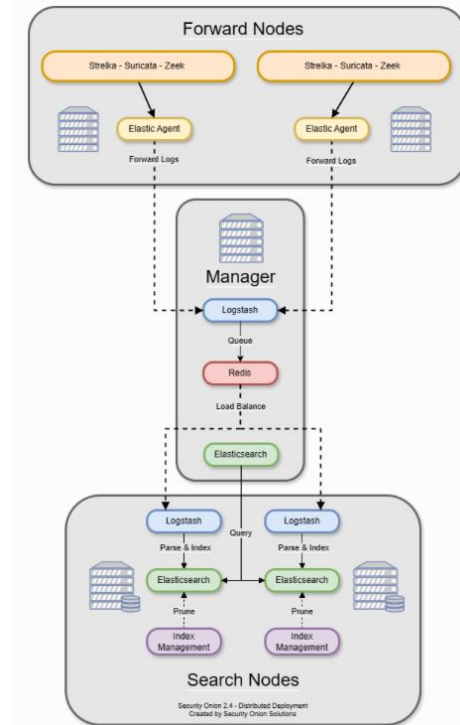 Forward Nodes
Strelka - Suricata - Zeek
Strelka - Suricata - Zeek
Elastic Agent
Elastic Agent
Forward Logs
Forward Logs
Manager
Logstash
Queue
Redis
Load Balance
Elasticsearch
Logstash
Logstash
Query
Parse & Index
Parse & Index
Elasticsearch
Elasticsearch
Prune
Prune
Index
Management
Index
Management
Search Nodes
Security Onion 2.4 - Distributed Deployment
Created by Security Onion Solutions